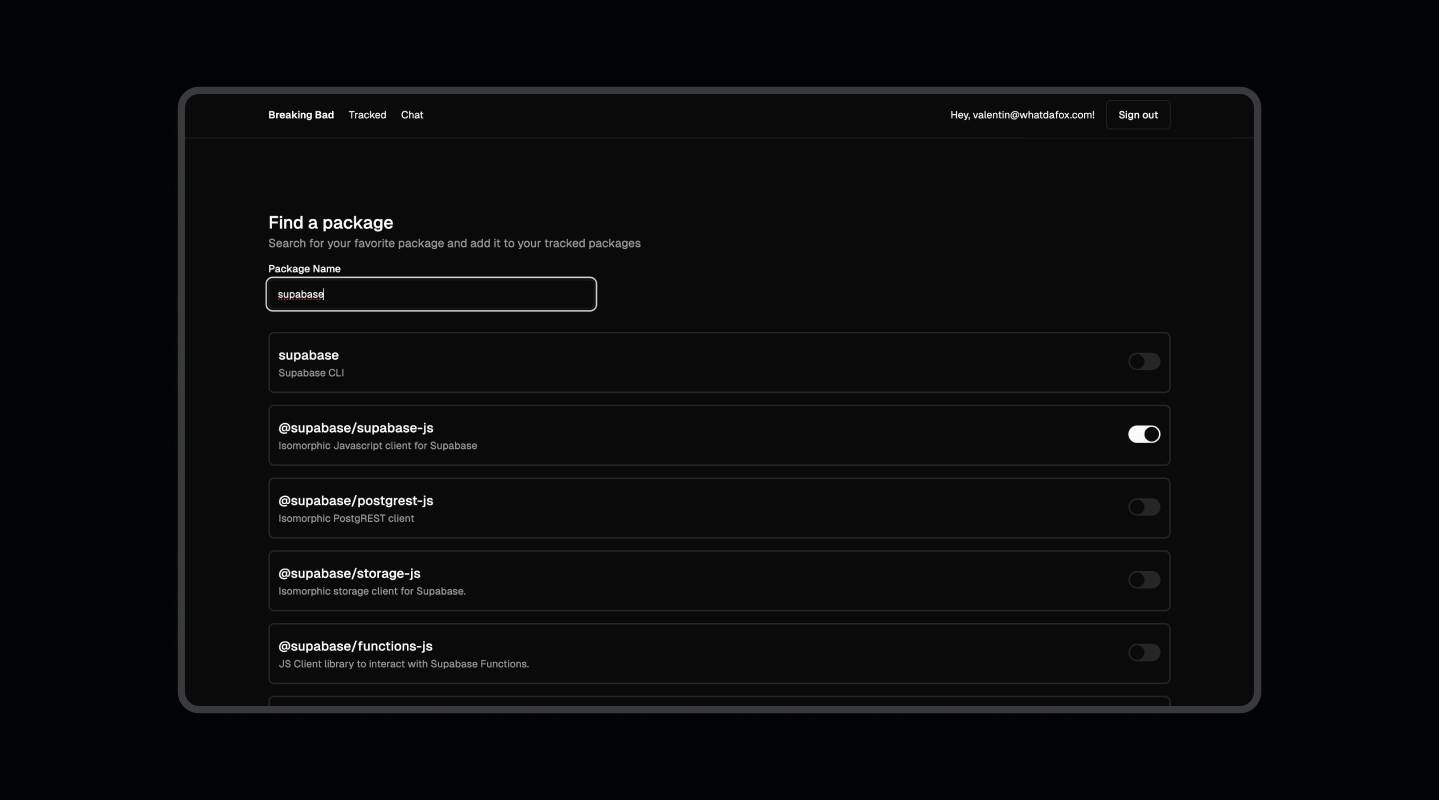 Breaking Bad Tracked Chat Hey, valentin@whatdafox.com! Sign out
Find a package
Search for your favorite package and add it to your tracked packages
Package Name
supabase
supabase
Supabase CLI
@supabase/supabase-js
Isomorphic Javascript client for Supabase
@supabase/postgrest-js
Isomorphic PostgREST client
@supabase/storage-js
Isomorphic storage client for Supabase.
@supabase/functions-js
JS Client library to interact with Supabase Functions.